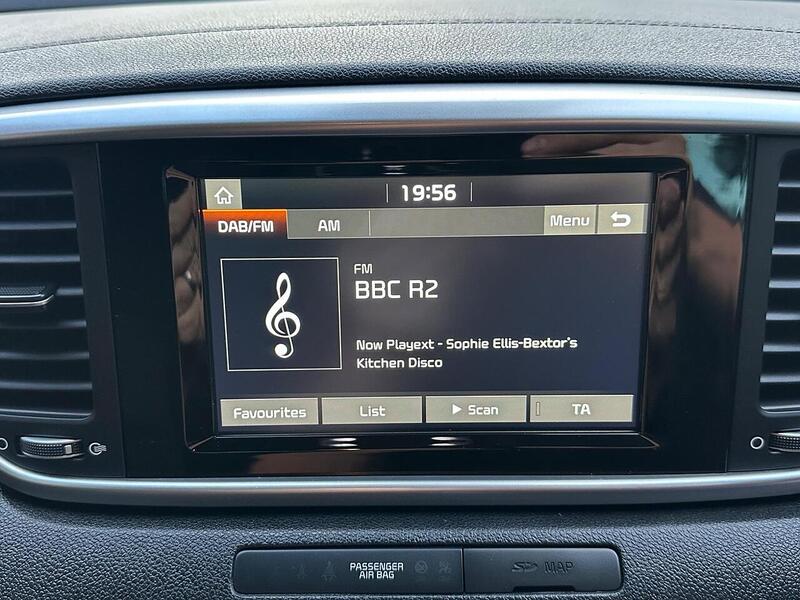 19:56
DAB/FM AM Menu
FM
BBC R2
Now Playext - Sophie Ellis-Bextor's
Kitchen Disco
Favourites List Scan TA
PASSENGER
AIR BAG
SD MAP